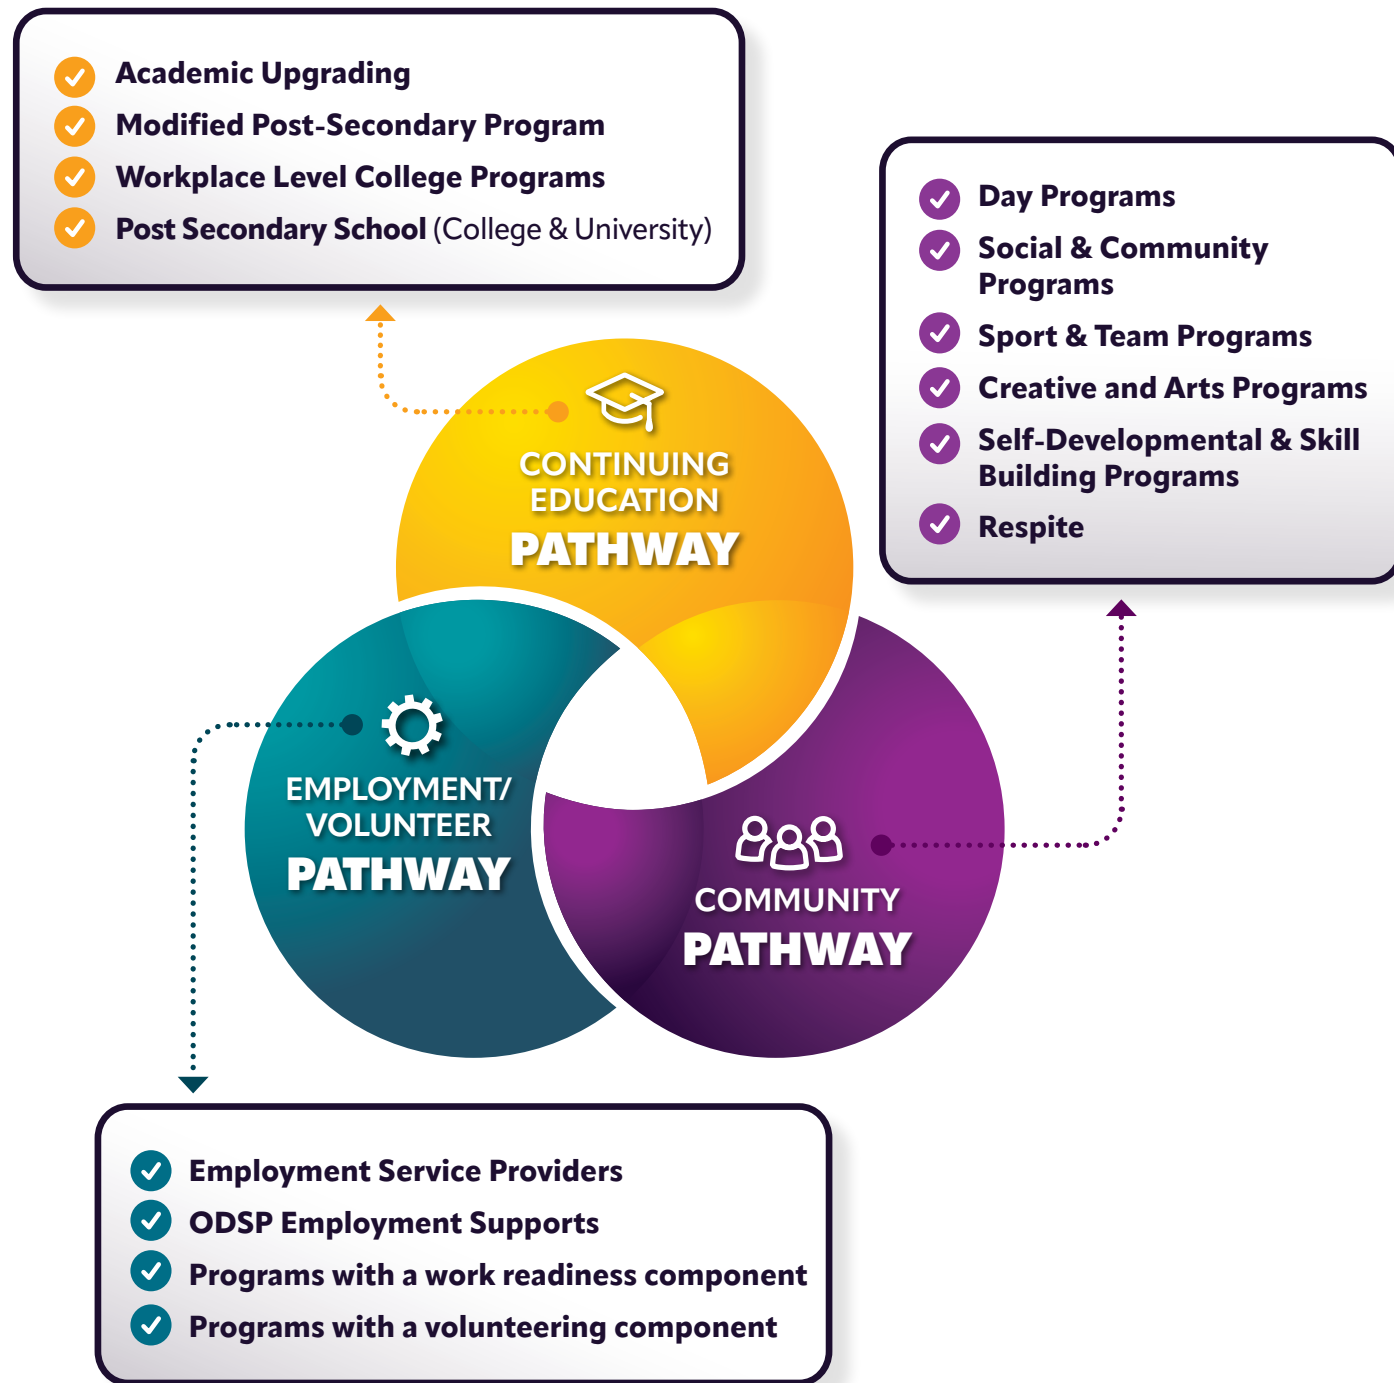 Academic Upgrading
Modified Post-Secondary Program
Workplace Level College Programs
Post Secondary School (College & University)
Day Programs
Social & Community
Programs
Sport & Team Programs
Creative and Arts Programs
Self-Developmental & Skill
Building Programs
Respite
CONTINUING
EDUCATION
PATHWAY
EMPLOYMENT/
VOLUNTEER
PATHWAY
COMMUNITY
PATHWAY
Employment Service Providers
ODSP Employment Supports
Programs with a work readiness component
Programs with a volunteering component